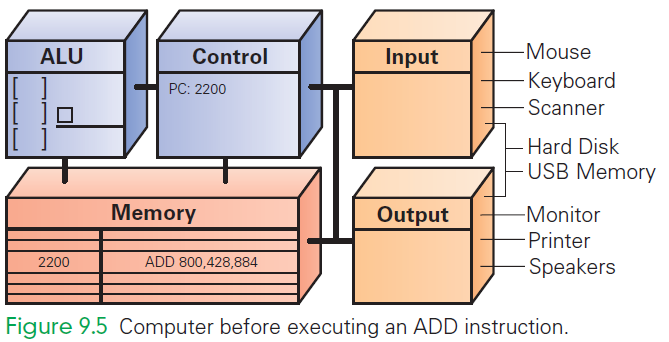 ALU
Control
PC: 2200
[ ]
[ ]
[ ]
Input
Mouse
Keyboard
Scanner
Hard Disk
USB Memory
Memory
2200
ADD 800,428,884
Output
Monitor
Printer
Speakers
Figure 9.5 Computer before executing an ADD instruction.